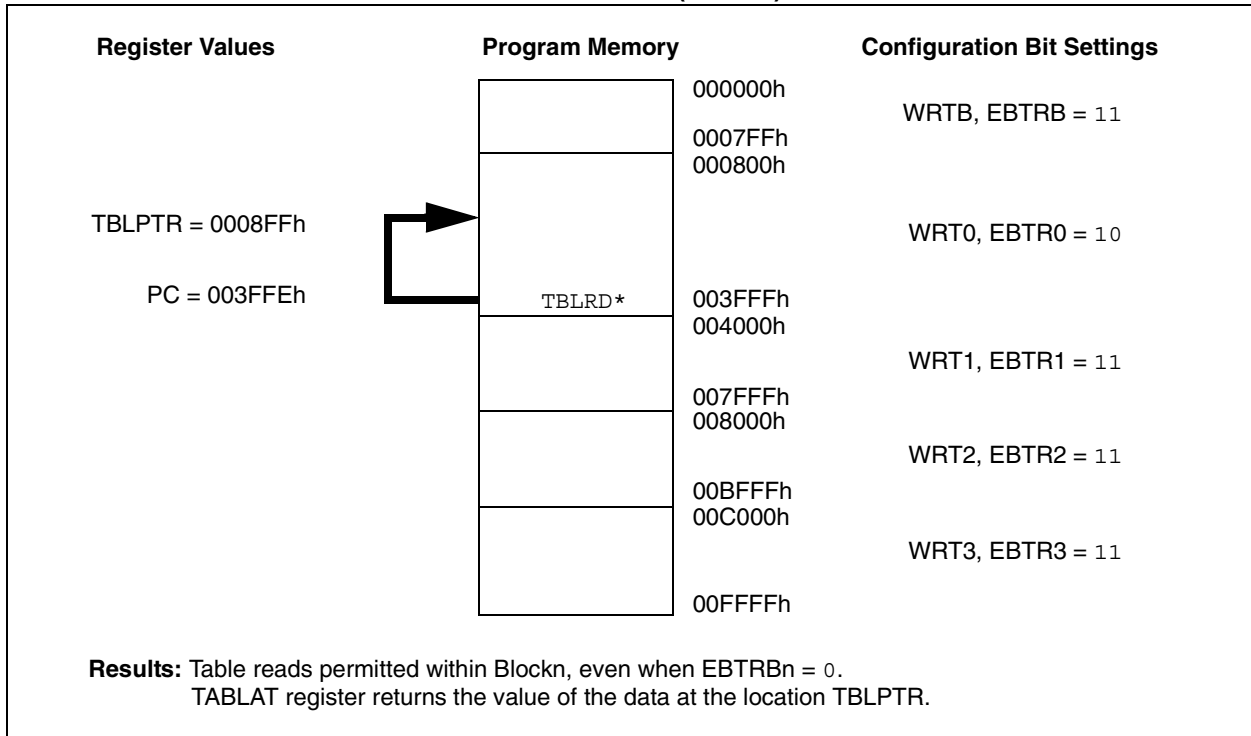 Register Values Program Memory Configuration Bit Settings
000000h
WRTB, EBTRB = 11
0007FFh
000800h
TBLPTR = 0008FFh
WRT0, EBTR0 = 10
PC = 003FFEh
TBLRD* 003FFFh
004000h
WRT1, EBTR1 = 11
007FFFh
008000h
WRT2, EBTR2 = 11
00BFFFh
00C000h
WRT3, EBTR3 = 11
00FFFFh
Results: Table reads permitted within Blockn, even when EBTRBn = 0.
TABLAT register returns the value of the data at the location TBLPTR.